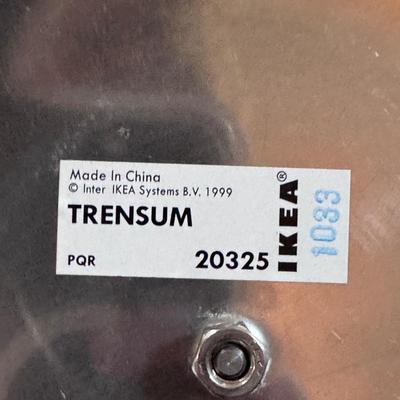 Made In China
© Inter IKEA Systems B.V. 1999
TRENSUM
PQR 20325
IKEA®
1033